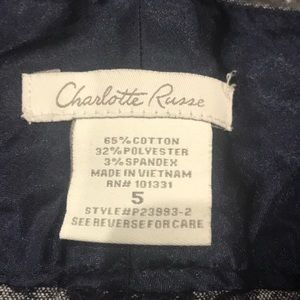 Charlotte Russe
65% COTTON
32% POLYESTER
3% SPANDEX
MADE IN VIETNAM
RN# 101331
5
STYLE#P23993-2
SEE REVERSE FOR CARE